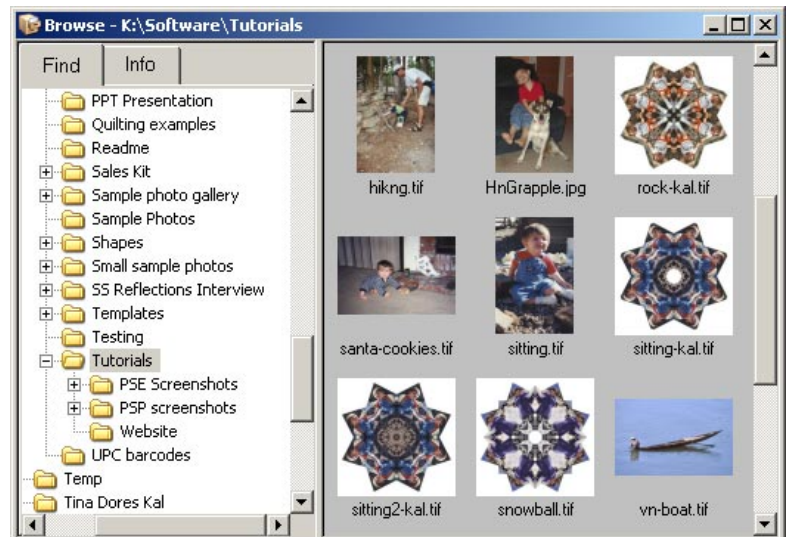 Browse - K:\Software\Tutorials
Find Info
PPT Presentation
Quilting examples
Readme
Sales Kit
Sample photo gallery
Sample Photos
Shapes
Small sample photos
SS Reflections Interview
Templates
Testing
Tutorials
PSE Screenshots
PSP screenshots
Website
UPC barcodes
Temp
Tina Dores Kal
hikng.tif HnGrapple.jpg rock-kal.tif
santa-cookies.tif sitting.tif sitting-kal.tif
sitting2-kal.tif snowball.tif vn-boat.tif